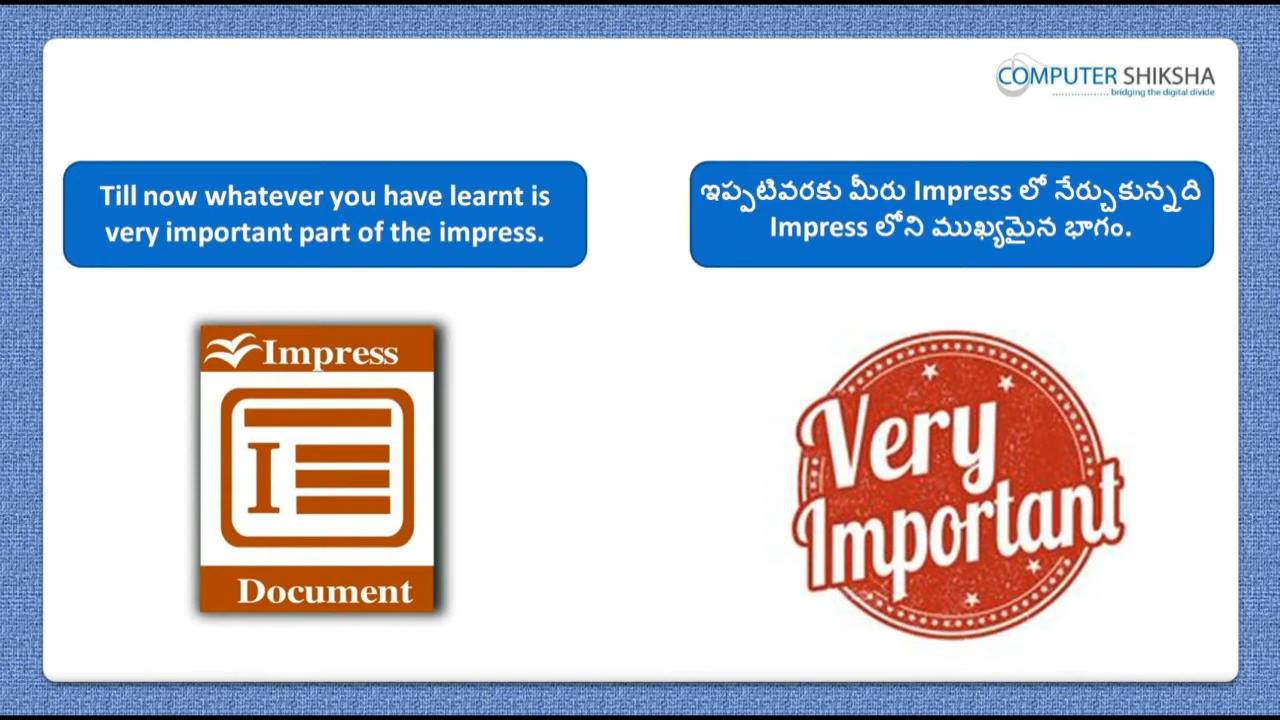 COMPUTER SHIKSHA
.................. bridging the digital divide
Till now whatever you have learnt is
very important part of the impress.
ఇప్పటివరకు మీరు Impress లో నేర్చుకున్నది
Impress లోని ముఖ్యమైన భాగం.
Impress
I
Document
Very
Important